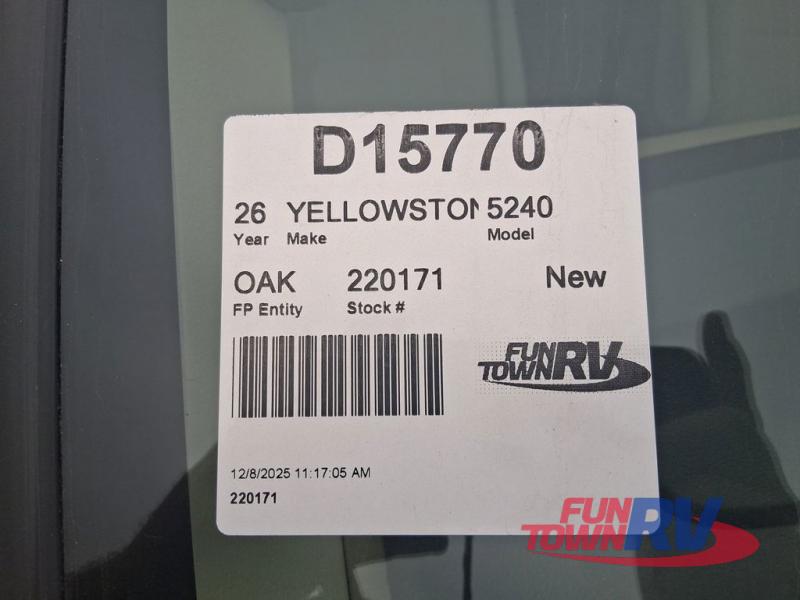 D15770
26 YELLOWSTON 5240
Year Make Model
OAK 220171 New
FP Entity Stock #
FUN TOWN RV
12/8/2025 11:17:05 AM
220171
FUN TOWN RV